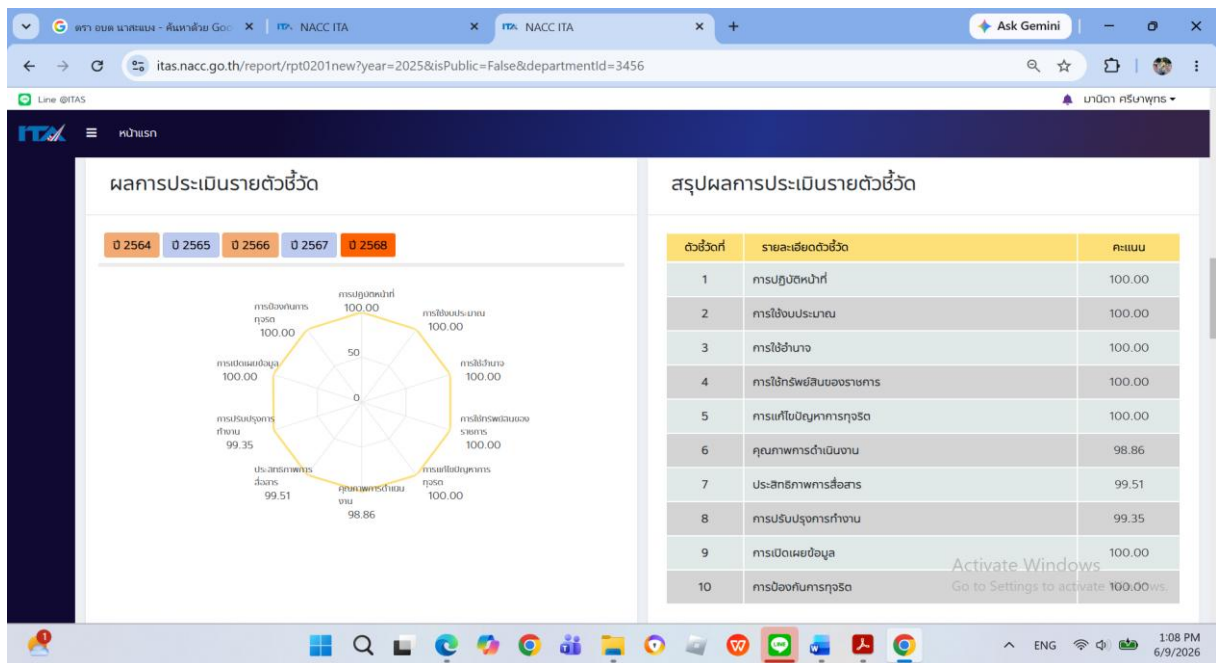 ตรา อบต นาสะแบง - ค้นหาด้วย Goo
NACC ITA
NACC ITA
Ask Gemini
itas.nacc.go.th/report/rpt0201new?year=2025&isPublic=False&departmentId=3456
Line @ITAS
มานิดา ศรีษาพุทธ
ITA
หน้าแรก
ผลการประเมินรายตัวชี้วัด
ปี 2564 ปี 2565 ปี 2566 ปี 2567 ปี 2568
การปฏิบัติหน้าที่
100.00
การใช้งบประมาณ
100.00
การใช้อำนาจ
100.00
การใช้ทรัพย์สินของ
ราชการ
100.00
การแก้ไขปัญหาการ
ทุจริต
100.00
คุณภาพการดำเนิน
งาน
98.86
ประสิทธิภาพการ
สื่อสาร
99.51
การปรับปรุงการ
ทำงาน
99.35
การเปิดเผยข้อมูล
100.00
การป้องกันการ
ทุจริต
100.00
50
0
สรุปผลการประเมินรายตัวชี้วัด
ตัวชี้วัดที่ รายละเอียดตัวชี้วัด คะแนน
1 การปฏิบัติหน้าที่ 100.00
2 การใช้งบประมาณ 100.00
3 การใช้อำนาจ 100.00
4 การใช้ทรัพย์สินของราชการ 100.00
5 การแก้ไขปัญหาการทุจริต 100.00
6 คุณภาพการดำเนินงาน 98.86
7 ประสิทธิภาพการสื่อสาร 99.51
8 การปรับปรุงการทำงาน 99.35
9 การเปิดเผยข้อมูล 100.00
10 การป้องกันการทุจริต 100.00
Activate Windows
Go to Settings to activate Windows.
ENG
1:08 PM
6/9/2026